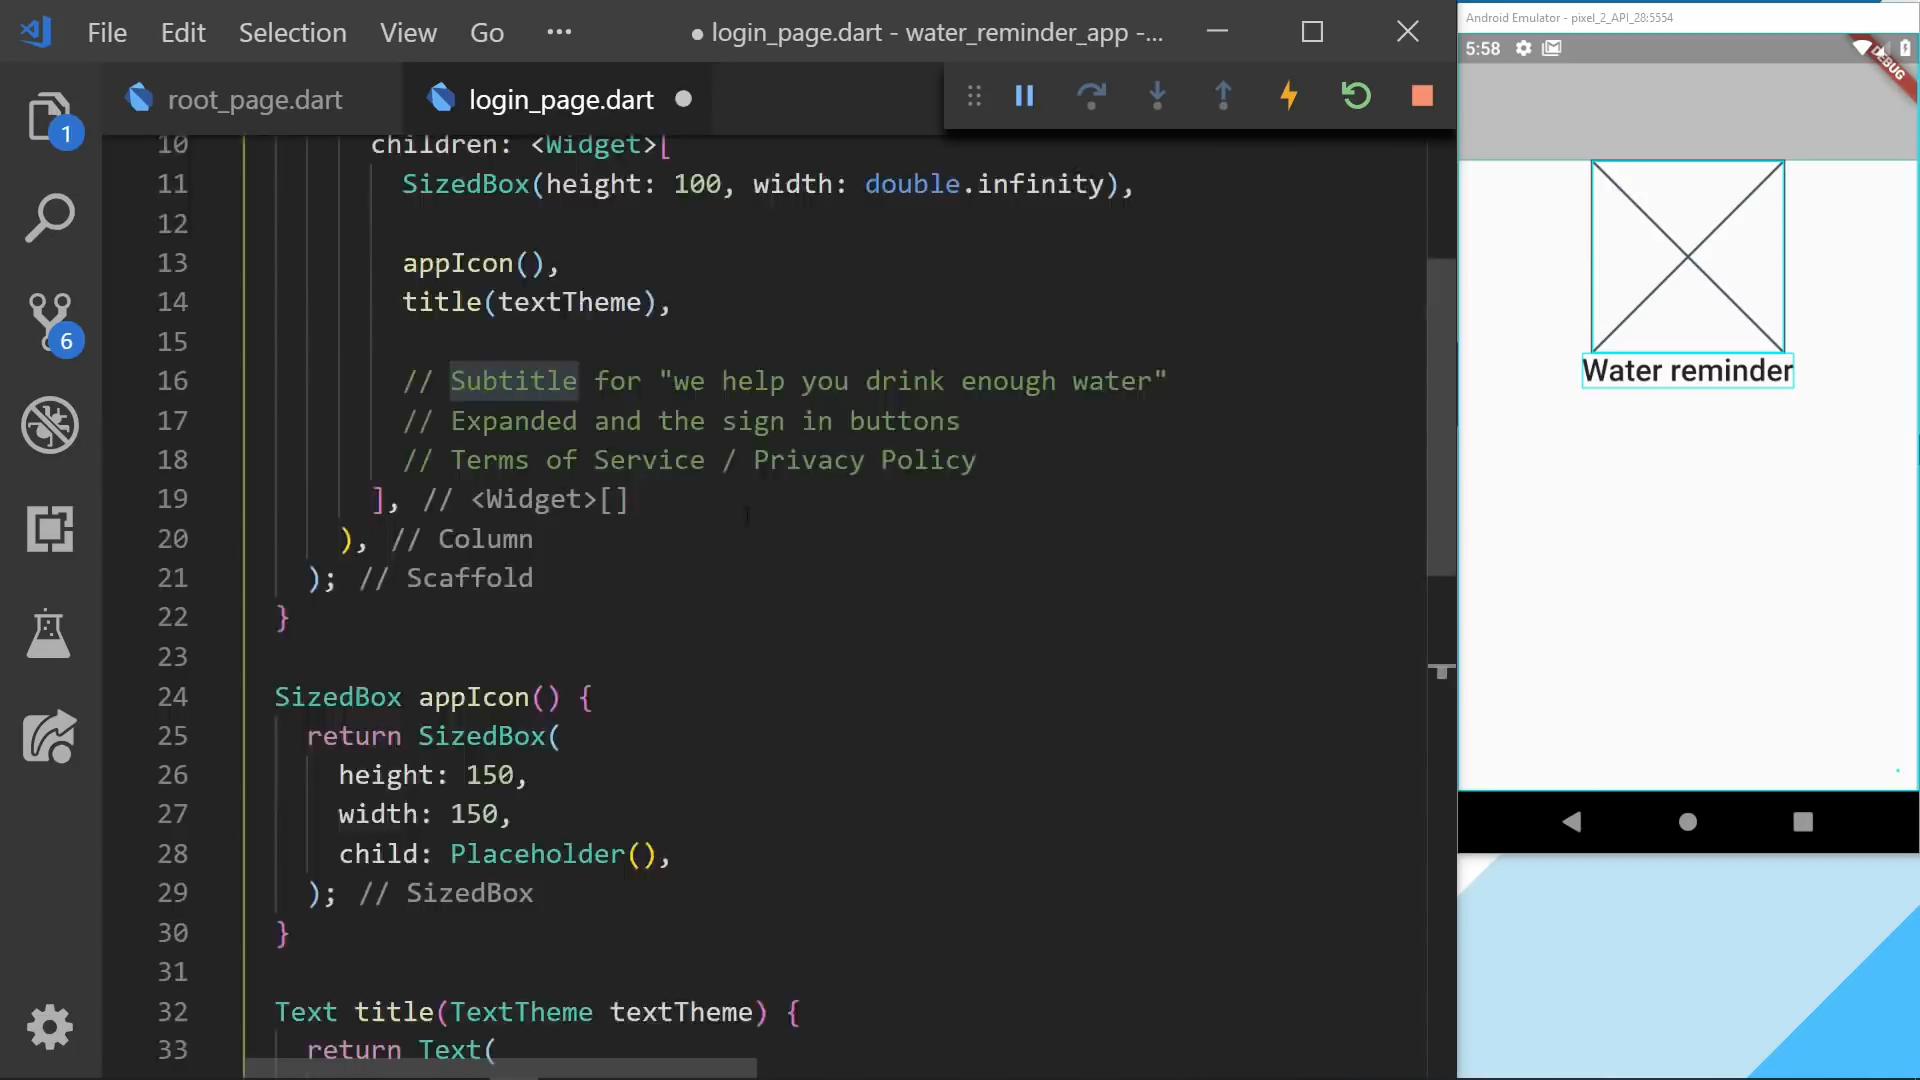 File Edit Selection View Go ··· ● login_page.dart - water_reminder_app -...
root_page.dart login_page.dart ●
10 children: <Widget>[
11 SizedBox(height: 100, width: double.infinity),
12
13 appIcon(),
14 title(textTheme),
15
16 // Subtitle for "we help you drink enough water"
17 // Expanded and the sign in buttons
18 // Terms of Service / Privacy Policy
19 ], // <Widget>[]
20 ), // Column
21 ); // Scaffold
22 }
23
24 SizedBox appIcon() {
25 return SizedBox(
26 height: 150,
27 width: 150,
28 child: Placeholder(),
29 ); // SizedBox
30 }
31
32 Text title(TextTheme textTheme) {
33 return Text(
1
6
Android Emulator - pixel_2_API_28:5554
5:58
DEBUG
Water reminder